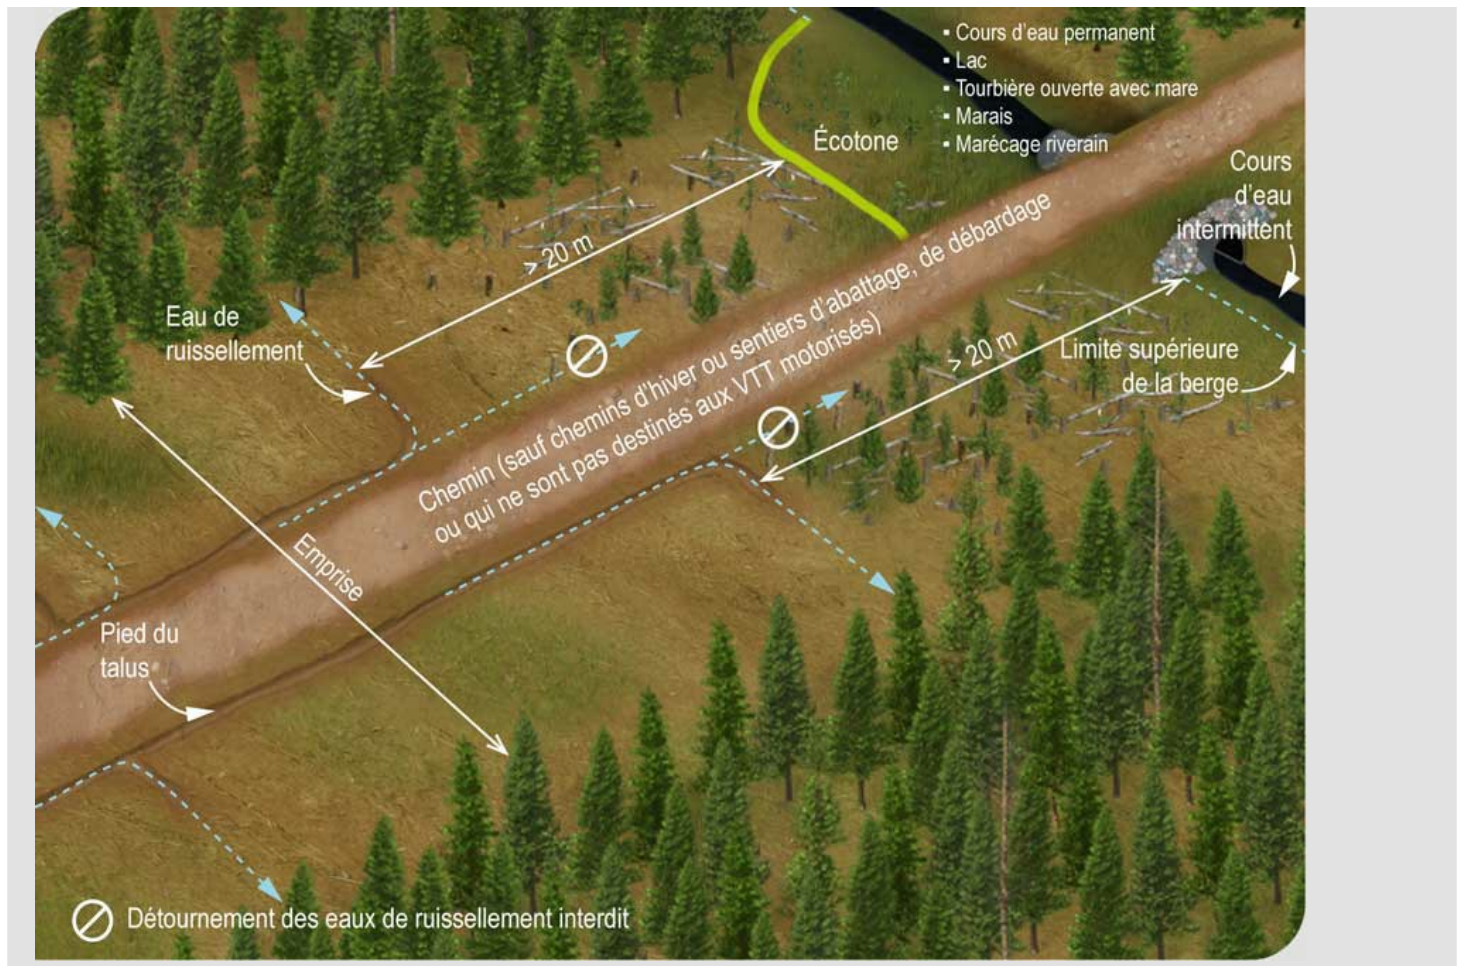 ▪ Cours d'eau permanent
▪ Lac
▪ Tourbière ouverte avec mare
▪ Marais
▪ Marécage riverain
Écotone
Cours
d'eau
intermittent
> 20 m
Eau de
ruissellement
Chemin (sauf chemins d'hiver ou sentiers d'abattage, de débardage
ou qui ne sont pas destinés aux VTT motorisés)
> 20 m
Limite supérieure
de la berge
Emprise
Pied du
talus
Détournement des eaux de ruissellement interdit